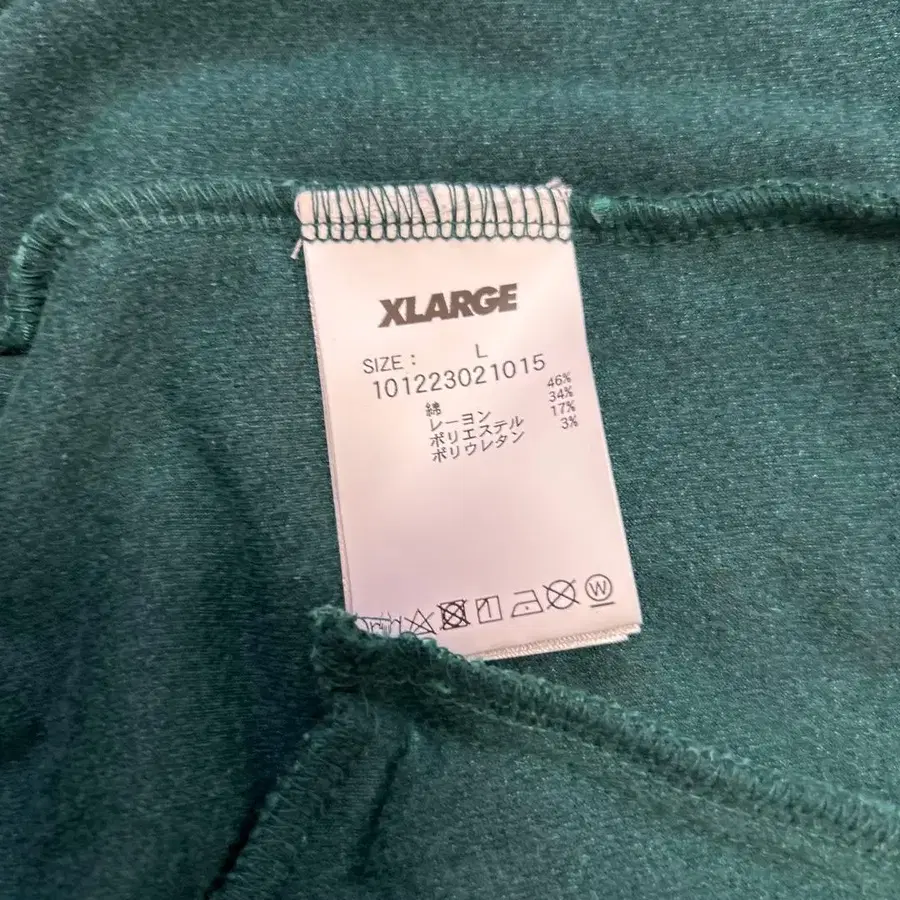 XLARGE
SIZE : L
101223021015
綿 46%
レーヨン 34%
ポリエステル 17%
ポリウレタン 3%
W